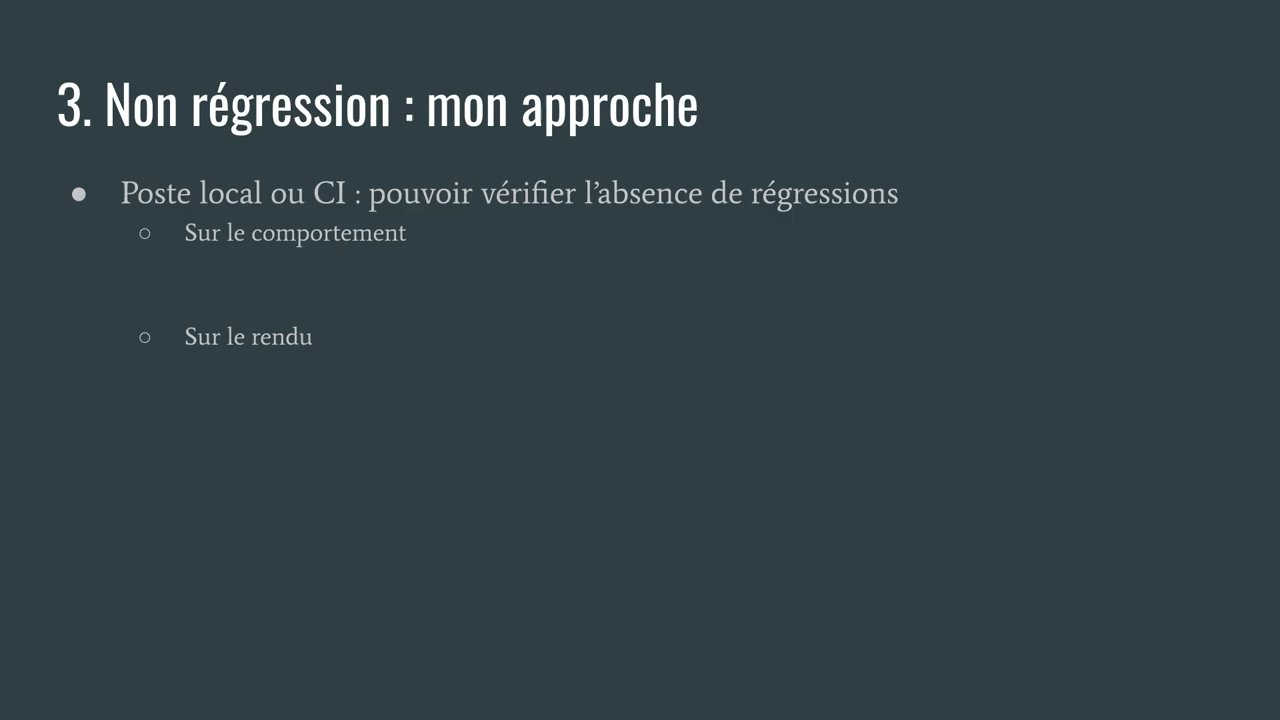 3. Non régression : mon approche
● Poste local ou CI : pouvoir vérifier l’absence de régressions
○ Sur le comportement
○ Sur le rendu